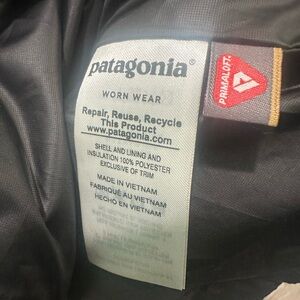 patagonia®
WORN WEAR
Repair, Reuse, Recycle
This Product
www.patagonia.com
SHELL AND LINING AND
INSULATION 100% POLYESTER
EXCLUSIVE OF TRIM
MADE IN VIETNAM
FABRIQUÉ AU VIETNAM
HECHO EN VIETNAM
PRIMALOFT